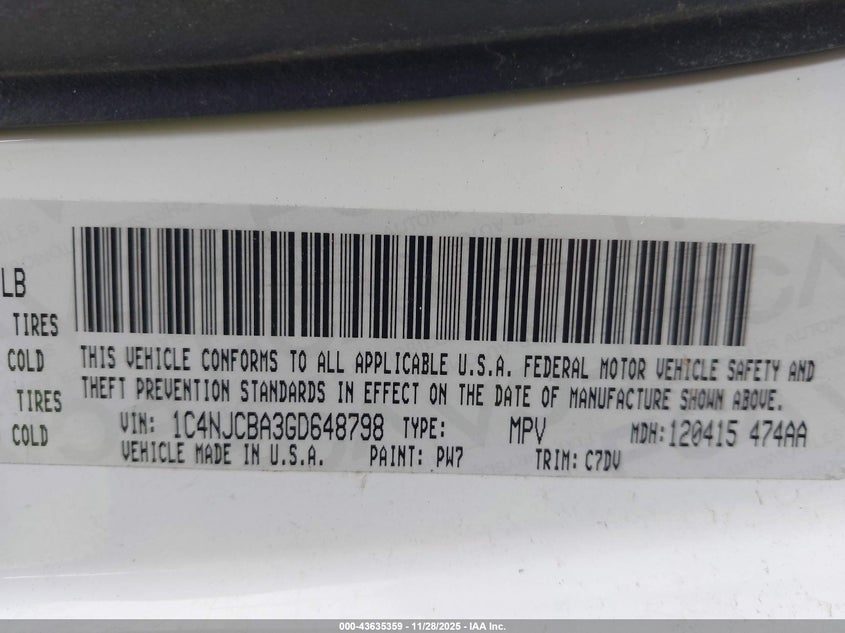 LB
TIRES
COLD
TIRES
COLD
THIS VEHICLE CONFORMS TO ALL APPLICABLE U.S.A. FEDERAL MOTOR VEHICLE SAFETY AND
THEFT PREVENTION STANDARDS IN EFFECT ON THE DATE OF MANUFACTURE SHOWN ABOVE.
VIN: 1C4NJCBA3GD648798 TYPE: MPV MDH:120415 474AA
VEHICLE MADE IN U.S.A. PAINT: PW7 TRIM: C7DV
000-43635359 - 11/28/2025 - IAA Inc.